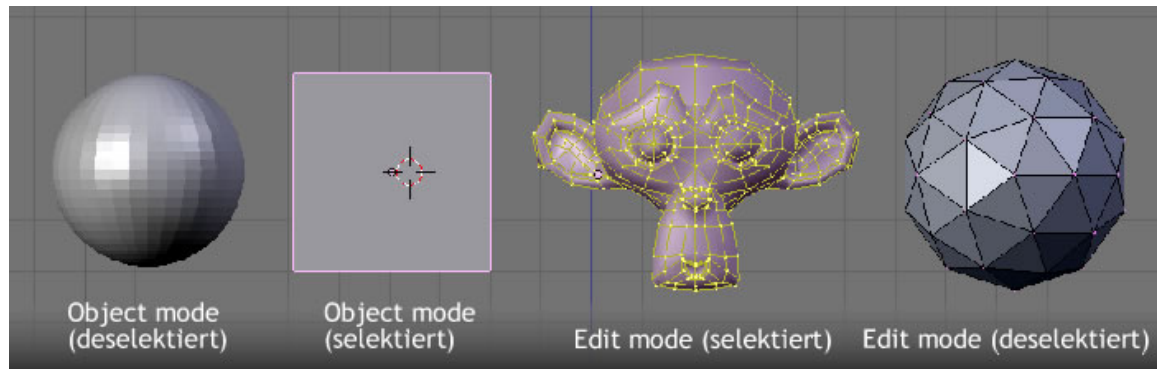 Object mode
(deselektiert)
Object mode
(selektiert)
Edit mode (selektiert)
Edit mode (deselektiert)